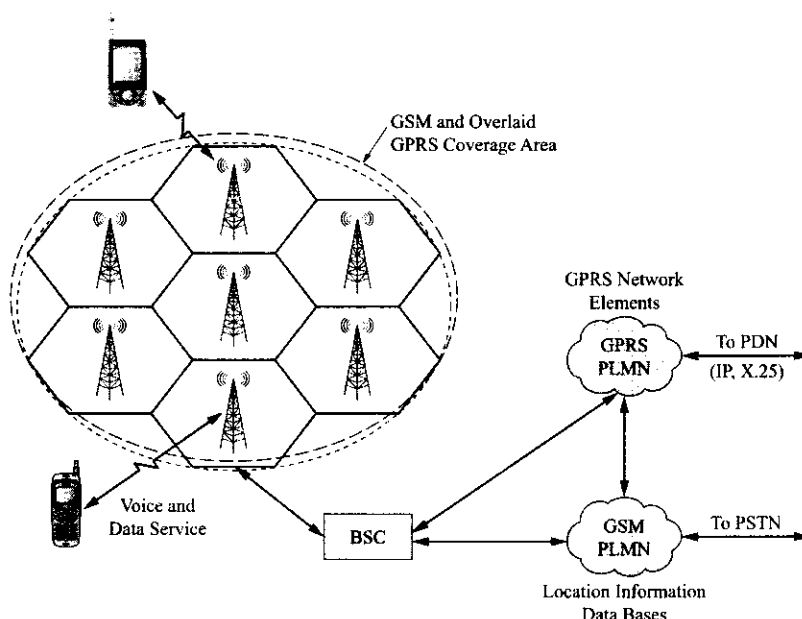 GSM and Overlaid
GPRS Coverage Area
GPRS Network
Elements
GPRS
PLMN
To PDN
(IP, X.25)
Voice and
Data Service
BSC
GSM
PLMN
To PSTN
Location Information
Data Bases